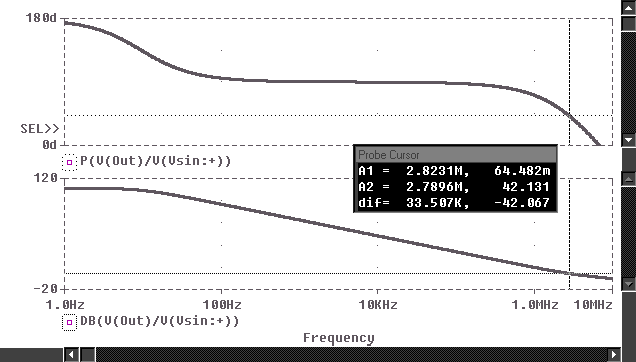 180d
SEL>>
0d
P(V(Out)/V(Vsin:+))
120
Probe Cursor
A1 = 2.8231M, 64.482m
A2 = 2.7896M, 42.131
dif= 33.507K, -42.067
-20
1.0Hz 100Hz 10KHz 1.0MHz 10MHz
DB(V(Out)/V(Vsin:+))
Frequency